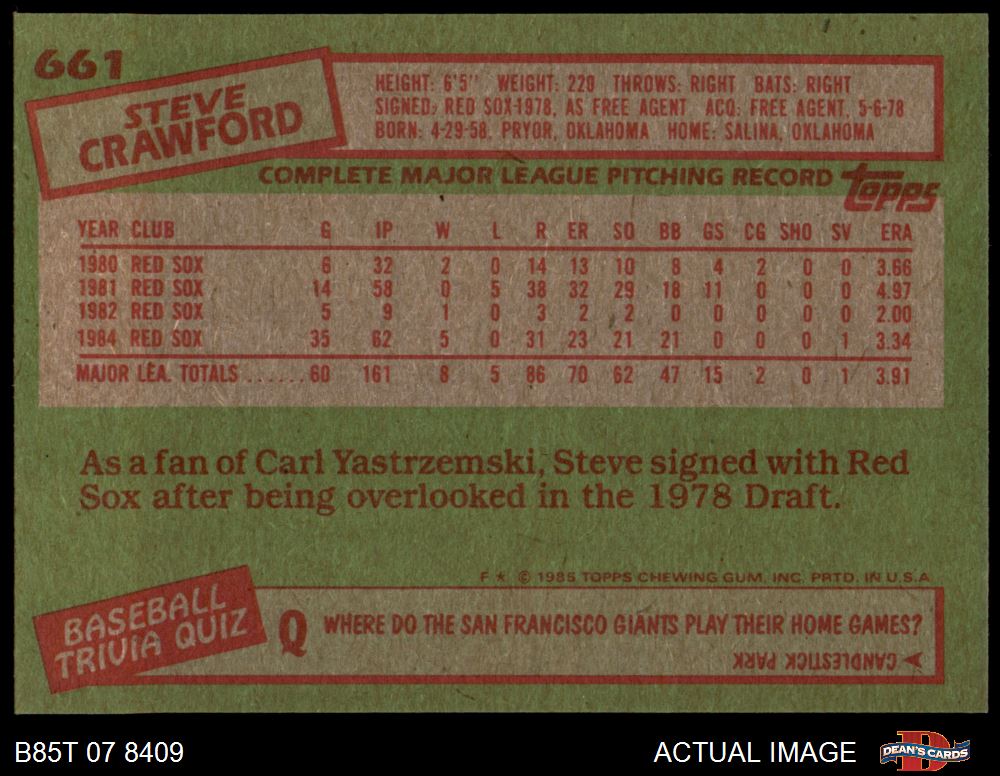 661
STEVE
CRAWFORD
HEIGHT: 6'5" WEIGHT: 220 THROWS: RIGHT BATS: RIGHT
SIGNED: RED SOX-1978, AS FREE AGENT ACQ: FREE AGENT, 5-6-78
BORN: 4-29-58, PRYOR, OKLAHOMA HOME: SALINA, OKLAHOMA
COMPLETE MAJOR LEAGUE PITCHING RECORD topps
YEAR CLUB G IP W L R ER SO BB GS CG SHO SV ERA
1980 RED SOX 6 32 2 0 14 13 10 8 4 2 0 0 3.66
1981 RED SOX 14 58 0 5 38 32 29 18 11 0 0 0 4.97
1982 RED SOX 5 9 1 0 3 2 2 0 0 0 0 0 2.00
1984 RED SOX 35 62 5 0 31 23 21 21 0 0 0 1 3.34
MAJOR LEA. TOTALS ...... 60 161 8 5 86 70 62 47 15 2 0 1 3.91
As a fan of Carl Yastrzemski, Steve signed with Red
Sox after being overlooked in the 1978 Draft.
F * © 1985 TOPPS CHEWING GUM, INC. PRTD. IN U.S.A.
BASEBALL
TRIVIA QUIZ
Q WHERE DO THE SAN FRANCISCO GIANTS PLAY THEIR HOME GAMES?
CANDLESTICK PARK
B85T 07 8409
ACTUAL IMAGE
D
DEAN'S CARDS